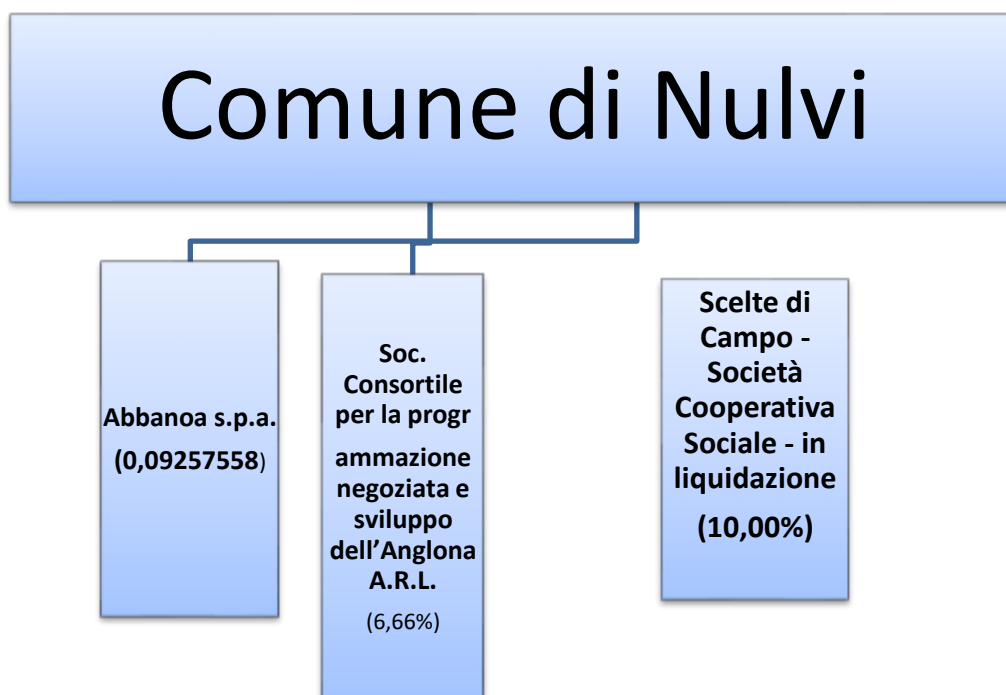 Comune di Nulvi
Abbanoa s.p.a.
(0,09257558)
Soc.
Consortile
per la progr
ammazione
negoziata e
sviluppo
dell’Anglona
A.R.L.
(6,66%)
Scelte di
Campo -
Società
Cooperativa
Sociale - in
liquidazione
(10,00%)